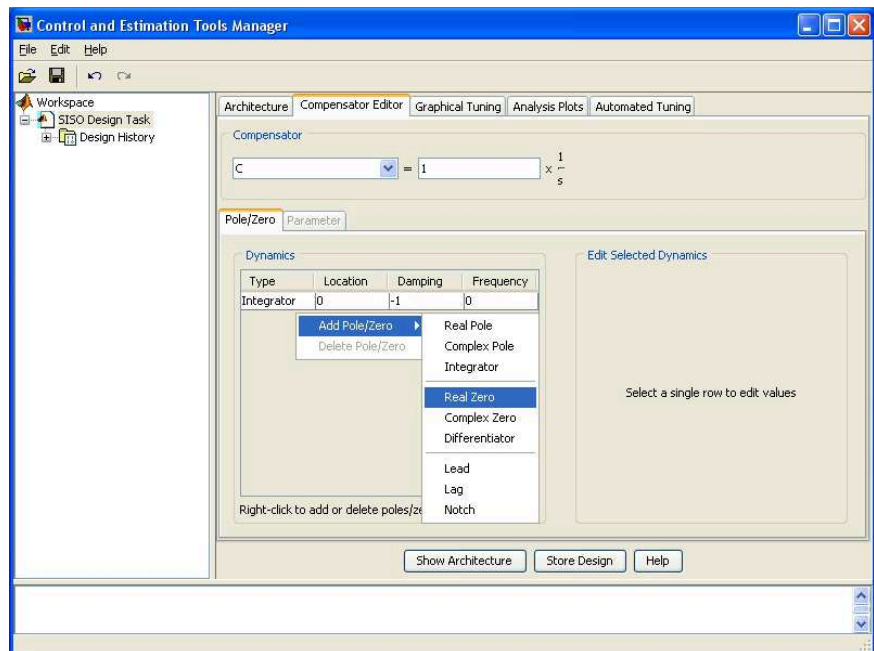 Control and Estimation Tools Manager
File Edit Help
Workspace
SISO Design Task
Design History
Architecture Compensator Editor Graphical Tuning Analysis Plots Automated Tuning
Compensator
C = 1 x 1
s
Pole/Zero Parameter
Dynamics
Type Location Damping Frequency
Integrator 0 -1 0
Add Pole/Zero
Delete Pole/Zero
Real Pole
Complex Pole
Integrator
Real Zero
Complex Zero
Differentiator
Lead
Lag
Notch
Right-click to add or delete poles/ze
Edit Selected Dynamics
Select a single row to edit values
Show Architecture Store Design Help